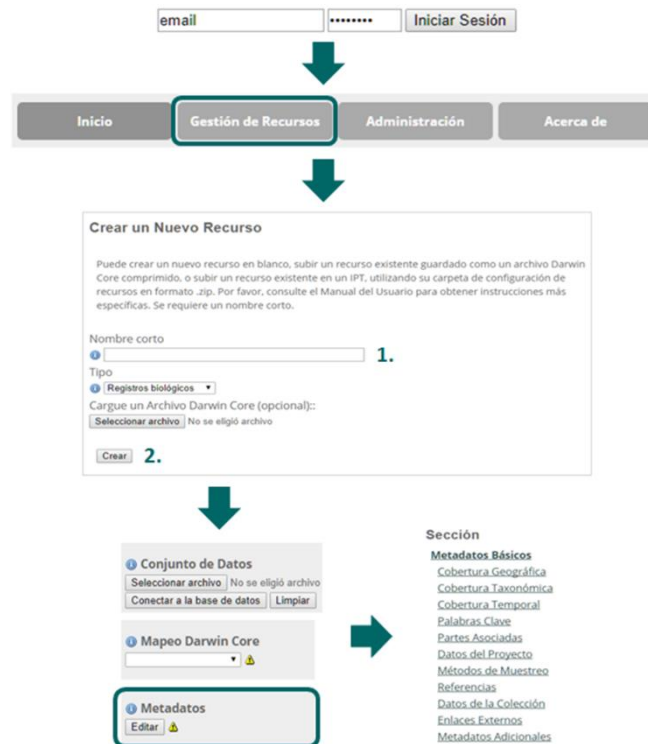 email •••••••• Iniciar Sesión
Inicio Gestión de Recursos Administración Acerca de
Crear un Nuevo Recurso
Puede crear un nuevo recurso en blanco, subir un recurso existente guardado como un archivo Darwin
Core comprimido, o subir un recurso existente en un IPT, utilizando su carpeta de configuración de
recursos en formato .zip. Por favor, consulte el Manual del Usuario para obtener instrucciones más
específicas. Se requiere un nombre corto.
Nombre corto
1.
Tipo
Registros biológicos
Cargue un Archivo Darwin Core (opcional)::
Seleccionar archivo No se eligió archivo
Crear 2.
Conjunto de Datos
Seleccionar archivo No se eligió archivo
Conectar a la base de datos Limpiar
Mapeo Darwin Core
Metadatos
Editar
Sección
Metadatos Básicos
Cobertura Geográfica
Cobertura Taxonómica
Cobertura Temporal
Palabras Clave
Partes Asociadas
Datos del Proyecto
Métodos de Muestreo
Referencias
Datos de la Colección
Enlaces Externos
Metadatos Adicionales